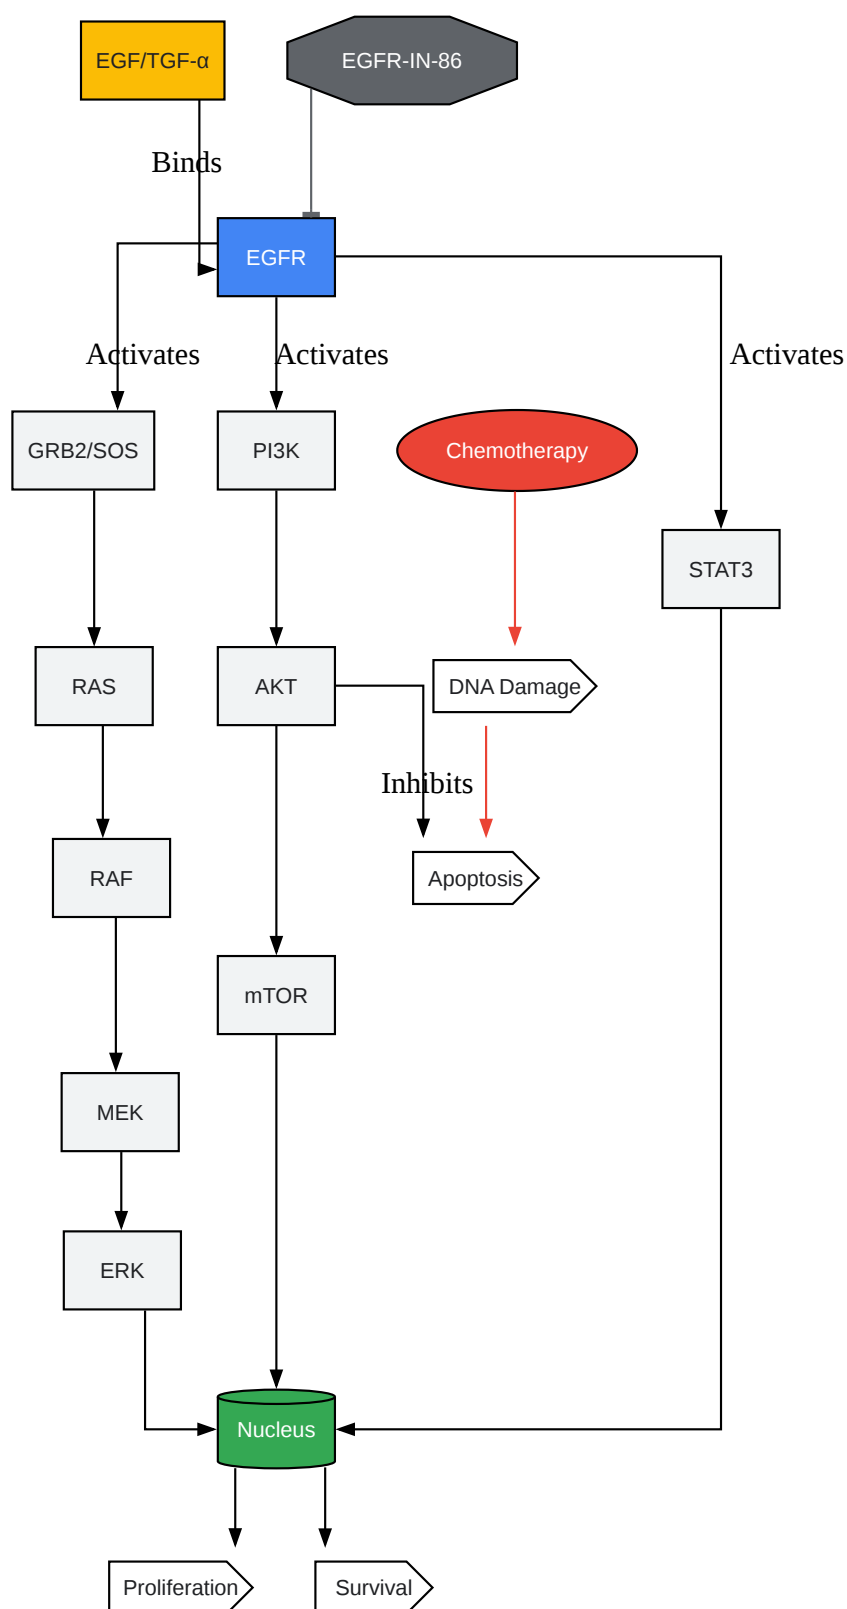 EGF/TGF-α
EGFR-IN-86
Binds
EGFR
Activates
Activates
Activates
GRB2/SOS
PI3K
Chemotherapy
STAT3
RAS
AKT
DNA Damage
Inhibits
RAF
Apoptosis
mTOR
MEK
ERK
Nucleus
Proliferation
Survival